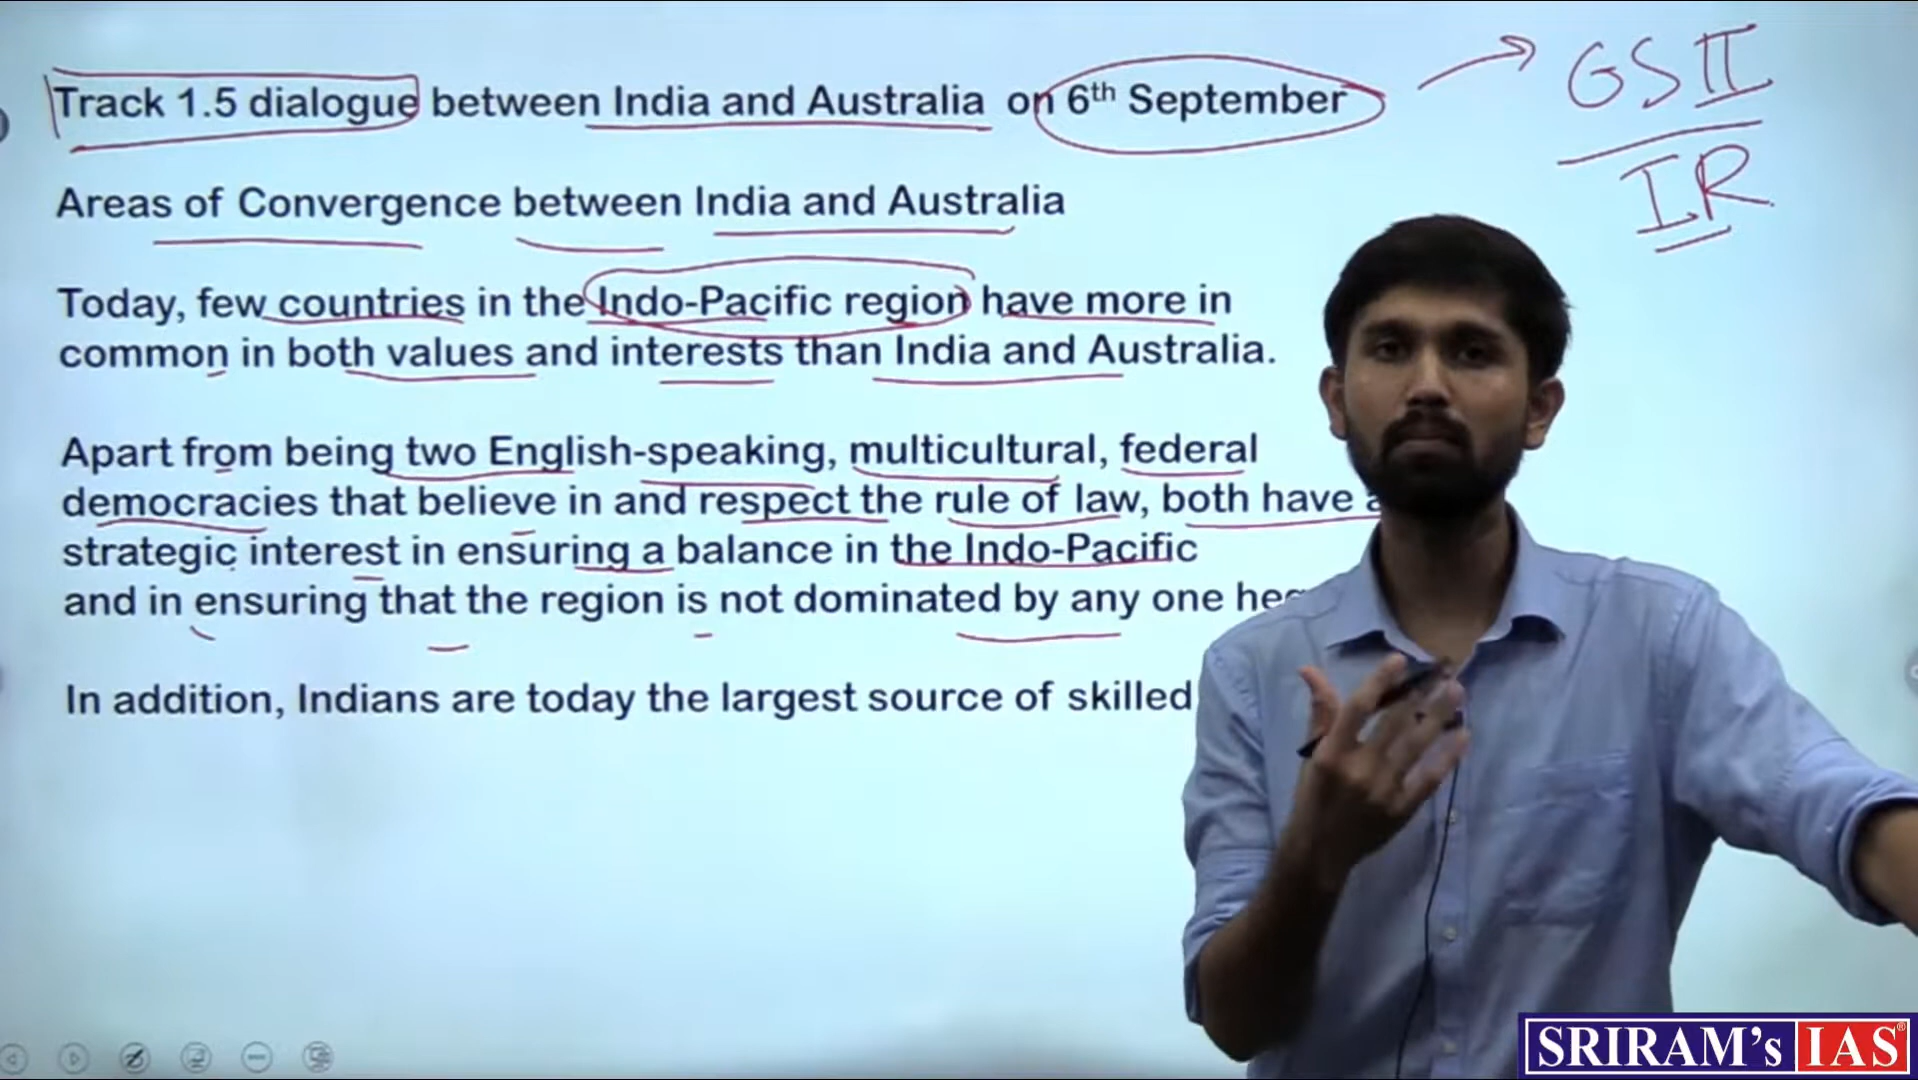 Track 1.5 dialogue between India and Australia on 6th September
GS II
IR
Areas of Convergence between India and Australia
Today, few countries in the Indo-Pacific region have more in
common in both values and interests than India and Australia.
Apart from being two English-speaking, multicultural, federal
democracies that believe in and respect the rule of law, both have a
strategic interest in ensuring a balance in the Indo-Pacific
and in ensuring that the region is not dominated by any one
In addition, Indians are today the largest source of skilled
SRIRAM's IAS